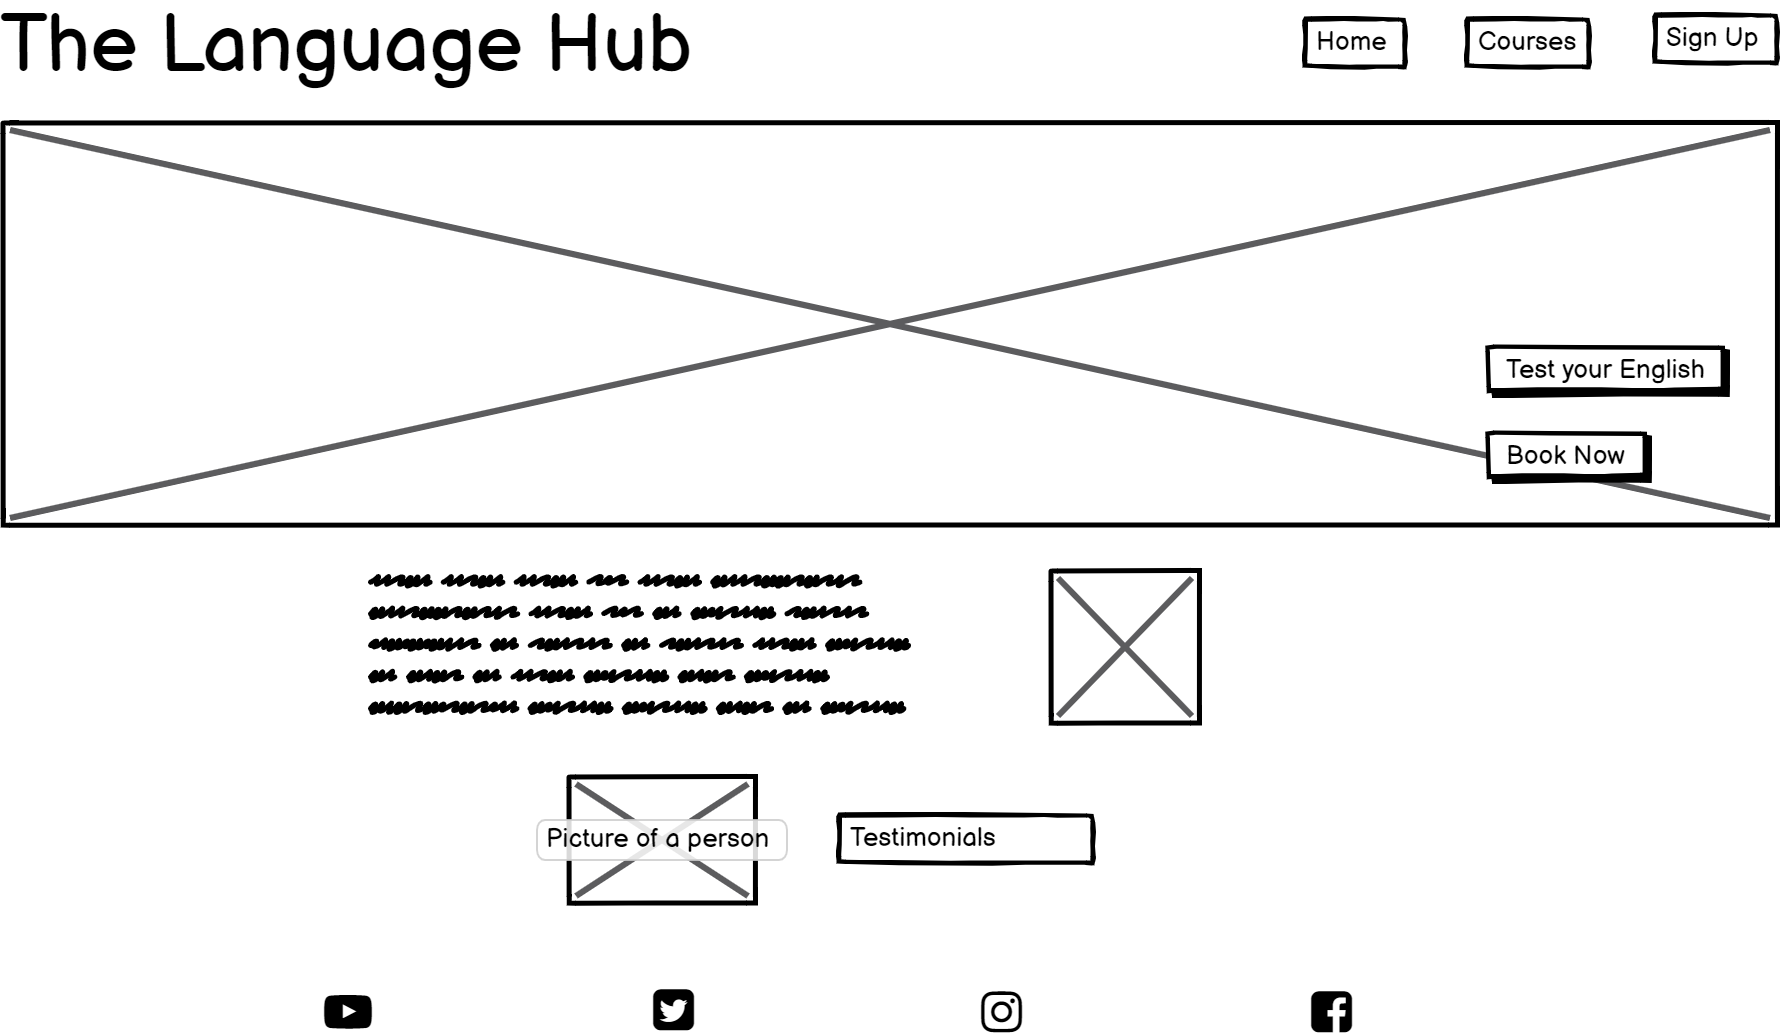 The Language Hub
Home
Courses
Sign Up
Test your English
Book Now
Picture of a person
Testimonials